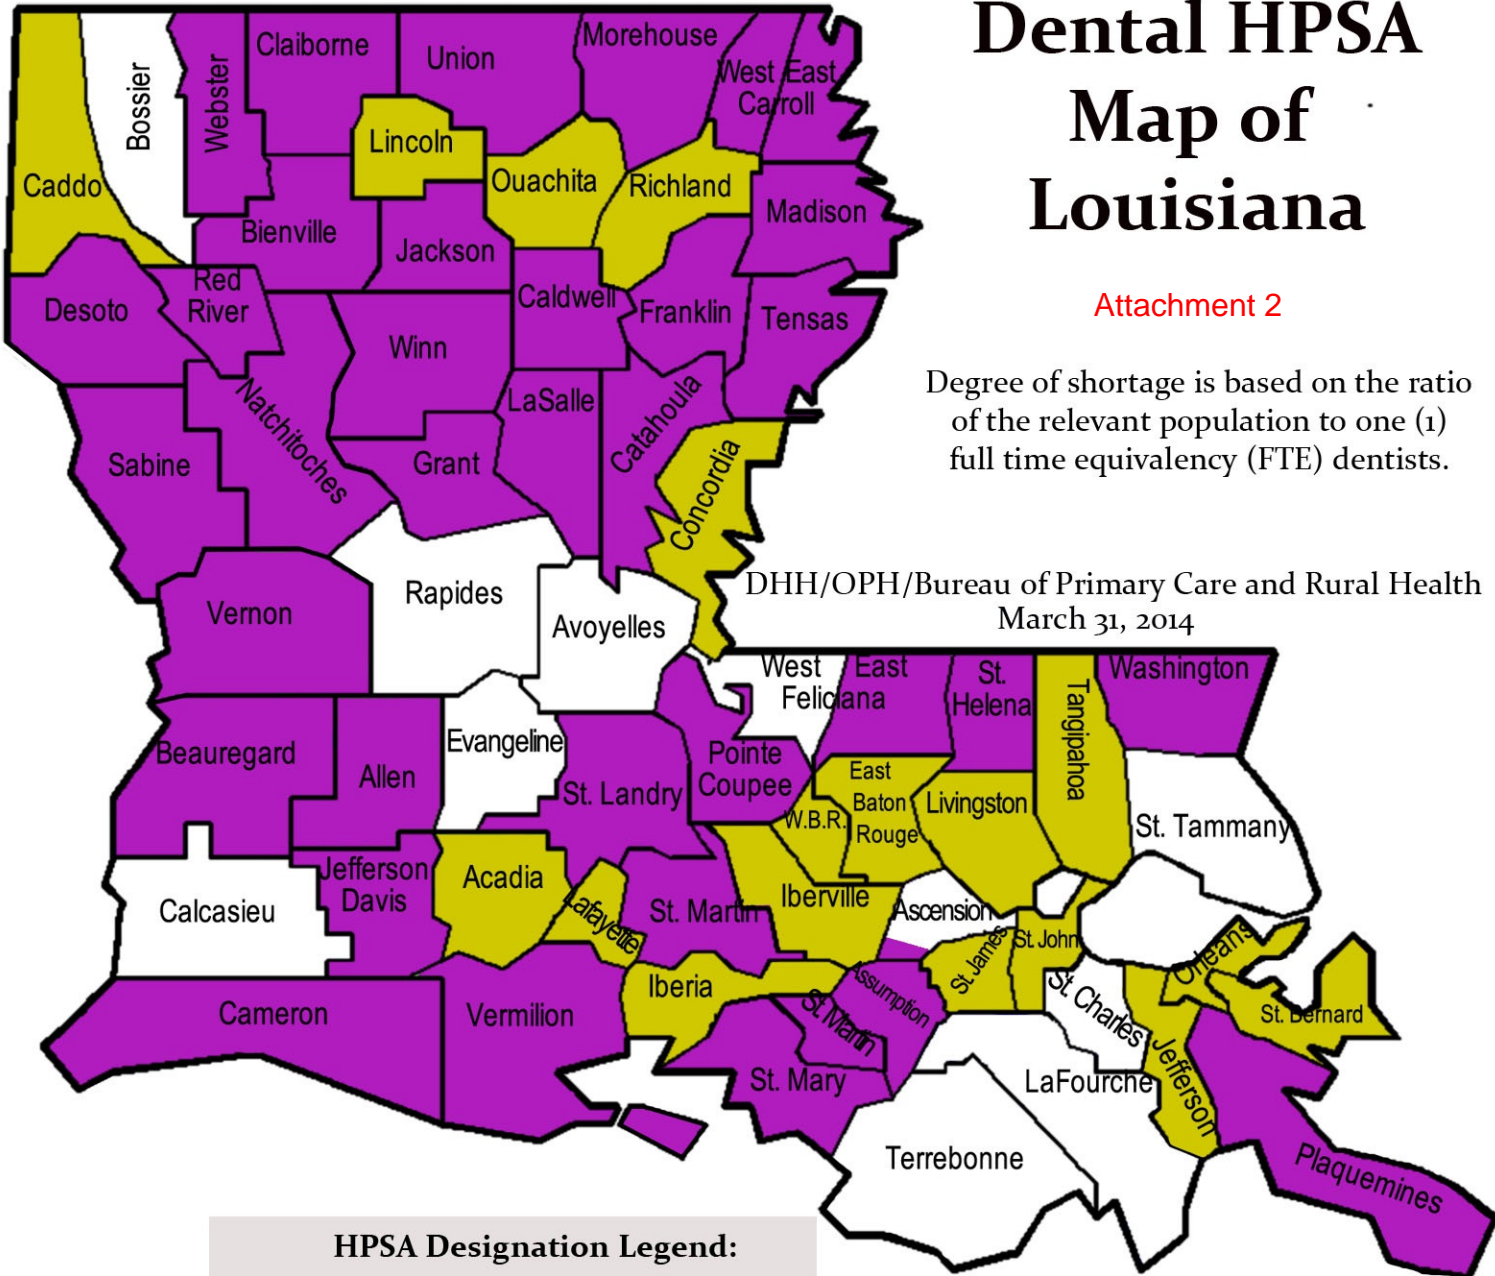 Dental HPSA
Map of
Louisiana
Attachment 2
Degree of shortage is based on the ratio
of the relevant population to one (1)
full time equivalency (FTE) dentists.
DHH/OPH/Bureau of Primary Care and Rural Health
March 31, 2014
Caddo
Bossier
Webster
Claiborne
Union
Morehouse
West
Carroll
East
Lincoln
Ouachita
Richland
Madison
Bienville
Jackson
Desoto
Red
River
Caldwell
Franklin
Tensas
Winn
Natchitoches
LaSalle
Catahoula
Sabine
Grant
Concordia
Vernon
Rapides
Avoyelles
West
Feliciana
East
St.
Helena
Tangipahoa
Washington
Beauregard
Allen
Evangeline
St. Landry
Pointe
Coupee
W.B.R.
East
Baton
Rouge
Livingston
St. Tammany
Calcasieu
Jefferson
Davis
Acadia
Lafayette
St. Martin
Iberville
Ascension
St. James
St. John
Orleans
Cameron
Vermilion
Iberia
St. Martin
Assumption
St. Charles
St. Bernard
St. Mary
LaFourche
Jefferson
Terrebonne
Plaquemines
HPSA Designation Legend: